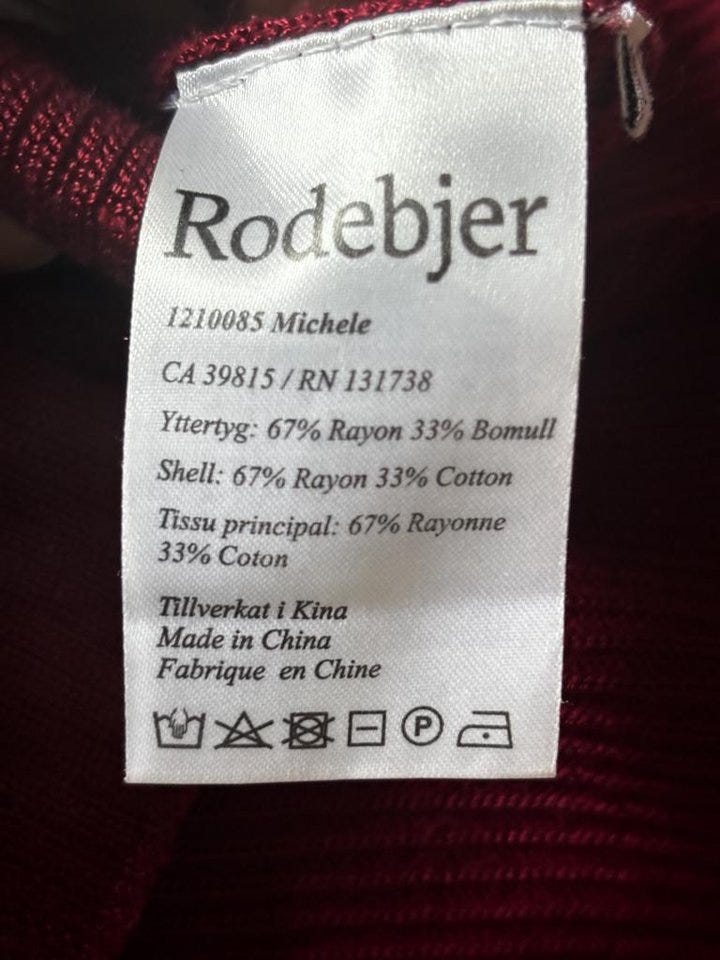 Rodebjer
1210085 Michele
CA 39815 / RN 131738
Yttertyg: 67% Rayon 33% Bomull
Shell: 67% Rayon 33% Cotton
Tissu principal: 67% Rayonne
33% Coton
Tillverkat i Kina
Made in China
Fabrique en Chine
P